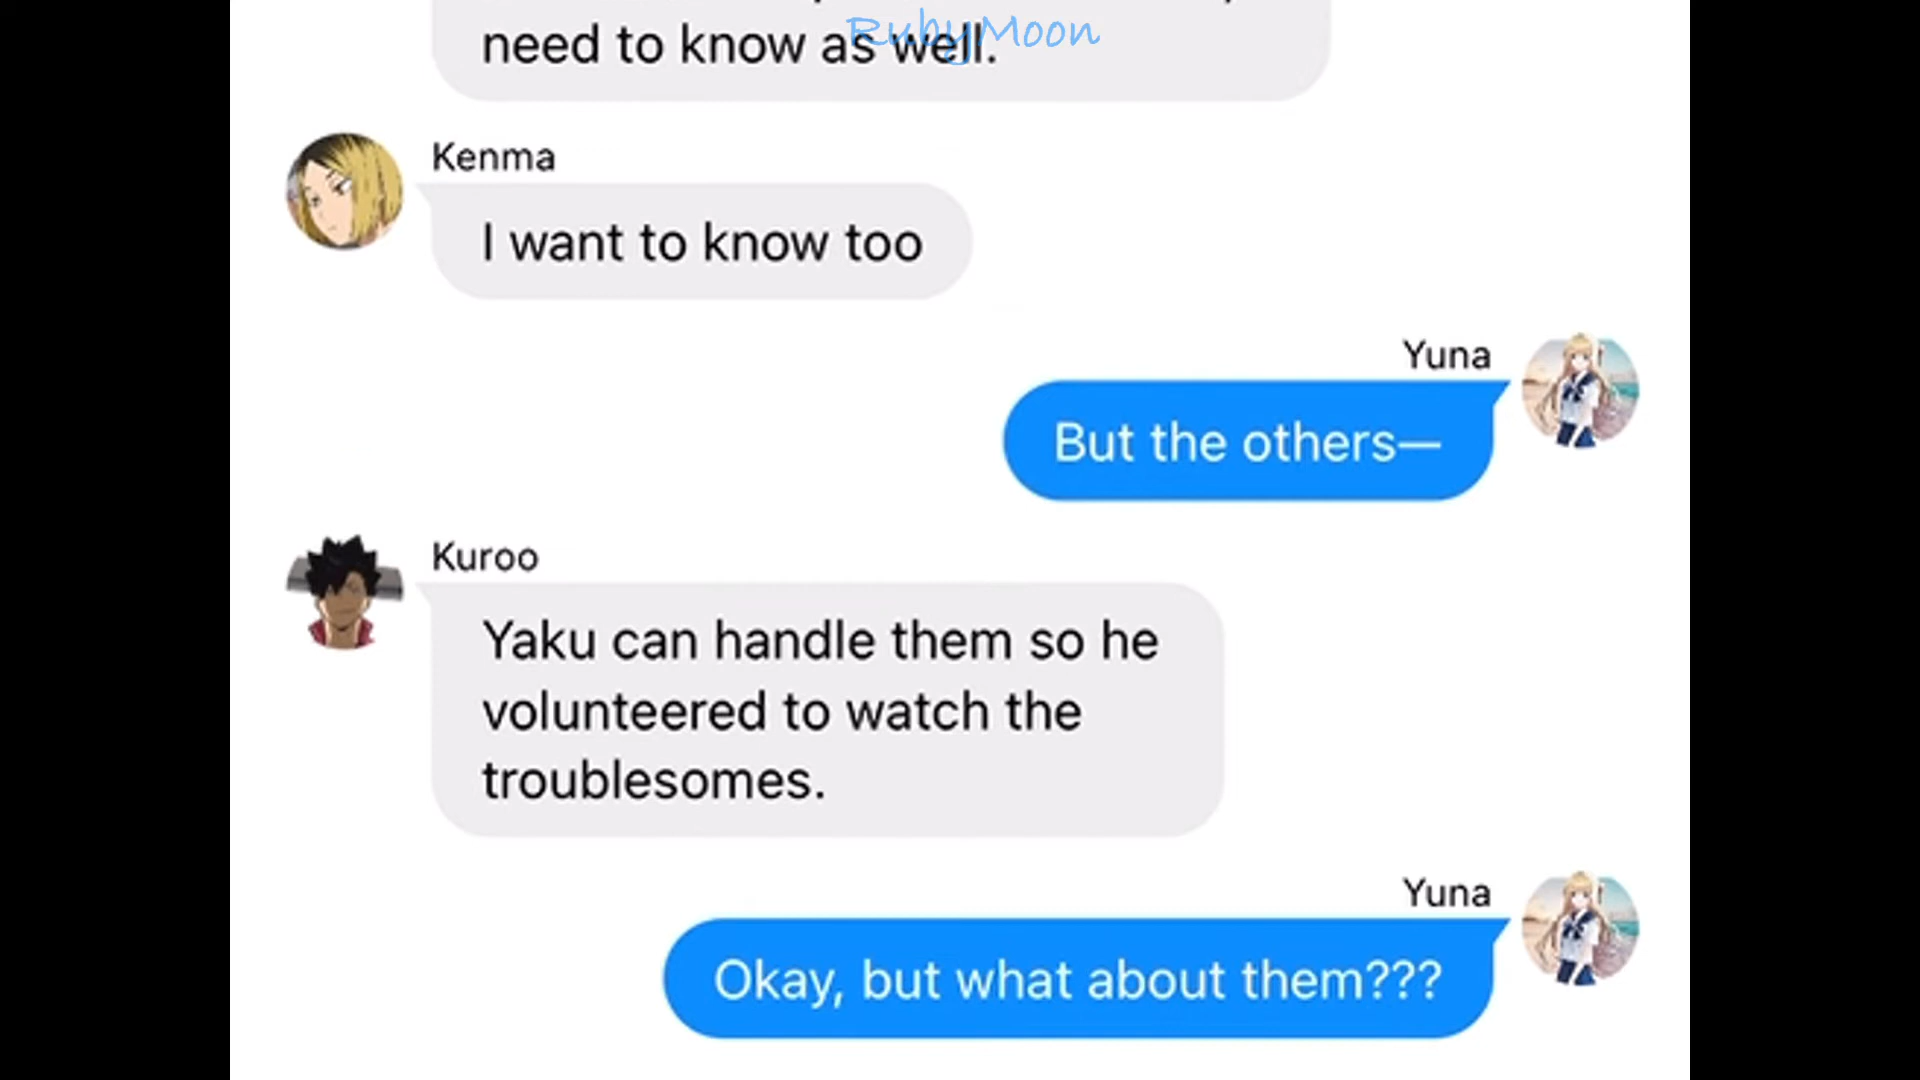 RubyMoon
need to know as well.
Kenma
I want to know too
Yuna
But the others—
Kuroo
Yaku can handle them so he
volunteered to watch the
troublesomes.
Yuna
Okay, but what about them???